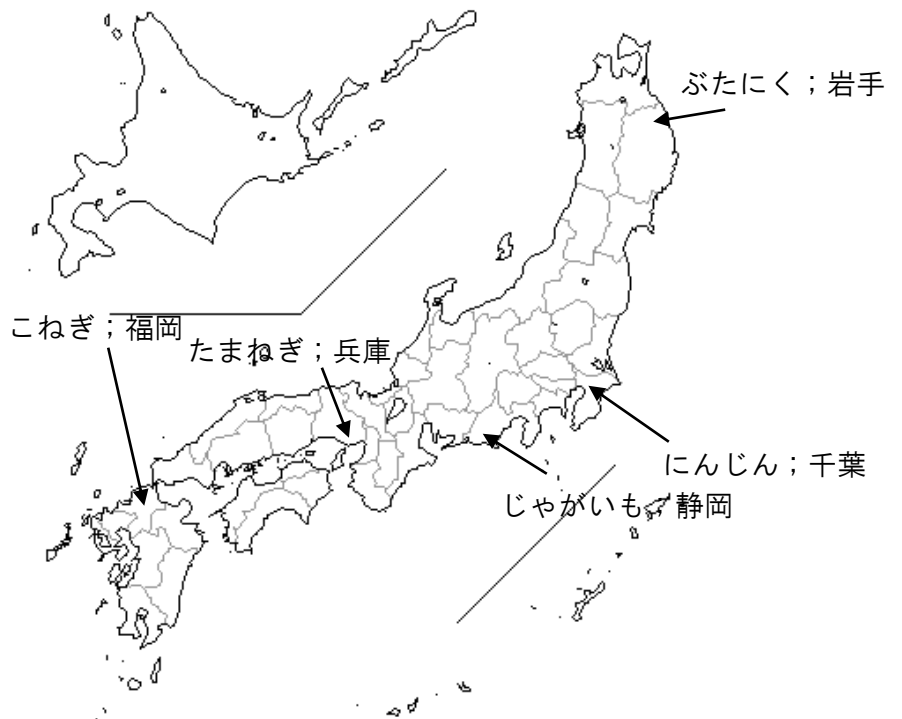 ぶたにく；岩手
こねぎ；福岡
たまねぎ；兵庫
にんじん；千葉
じゃがいも；静岡